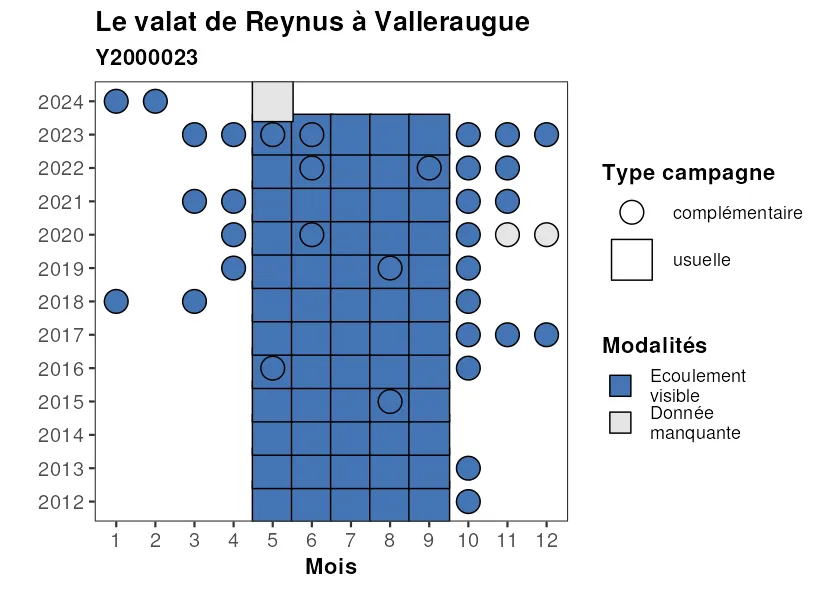 Le valat de Reynus à Valleraugue
Y2000023
2024
2023
2022
2021
2020
2019
2018
2017
2016
2015
2014
2013
2012
1 2 3 4 5 6 7 8 9 10 11 12
Mois
Type campagne
complémentaire
usuelle
Modalités
Ecoulement
visible
Donnée
manquante